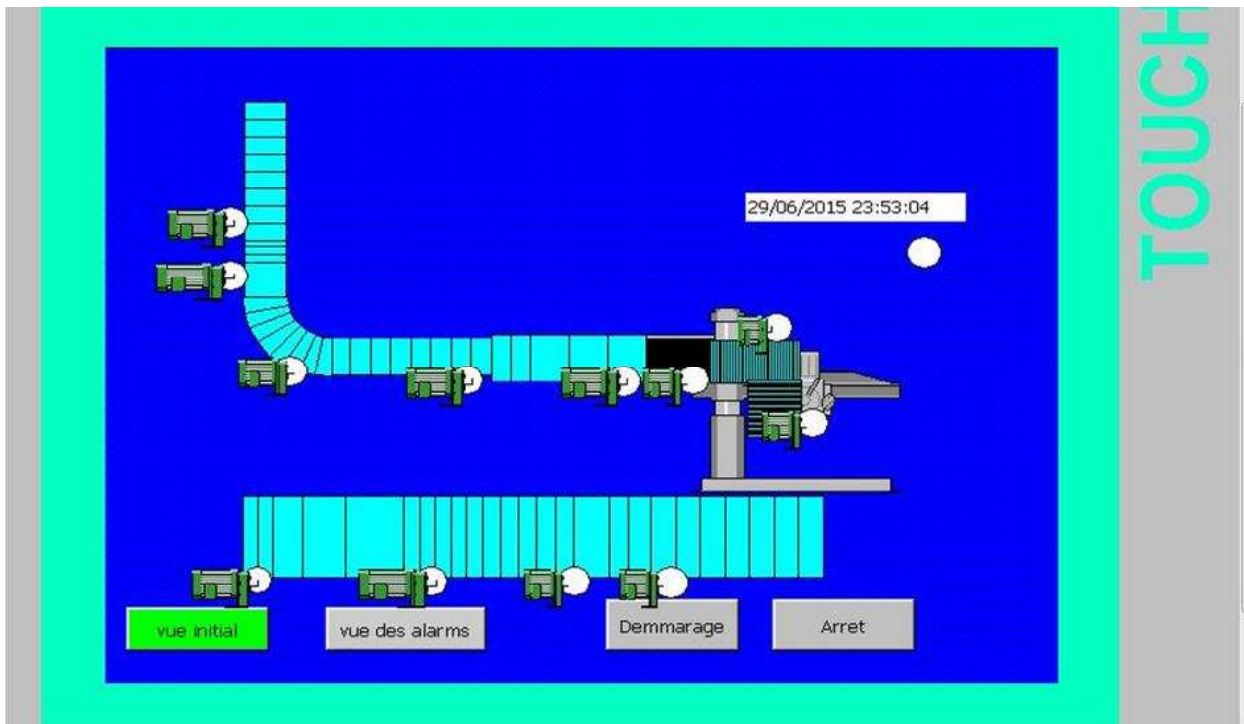 TOUCH
29/06/2015 23:53:04
vue initial
vue des alarms
Demmarage
Arret